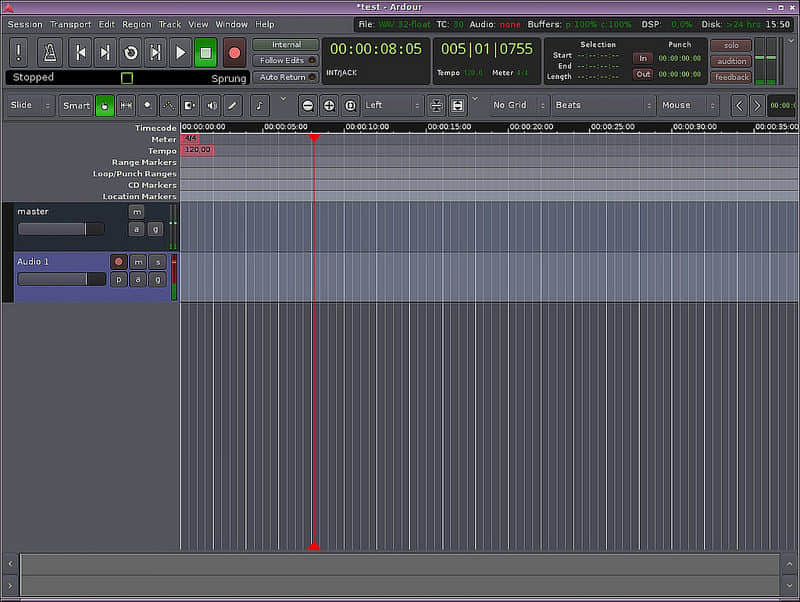 *test - Ardour
Session Transport Edit Region Track View Window Help File: WAV 32-float TC: 30 Audio: none Buffers: p:100% c:100% DSP: 0.0% Disk: >24 hrs 15:50
Internal
Follow Edits
Auto Return
00:00:08:05
INT/JACK
005|01|0755
Tempo 120.0 Meter 4/4
Selection
Start --:--:--:--
End --:--:--:--
Length --:--:--:--
Punch
In 00:00:00:00
Out 00:00:00:00
solo
audition
feedback
Stopped Sprung
Slide Smart Left No Grid Beats Mouse
Timecode 00:00:00:00 00:00:05:00 00:00:10:00 00:00:15:00 00:00:20:00 00:00:25:00 00:00:30:00 00:00:35:00
Meter 4/4
Tempo 120.00
Range Markers
Loop/Punch Ranges
CD Markers
Location Markers
master m
a g
Audio 1 m s
p a g